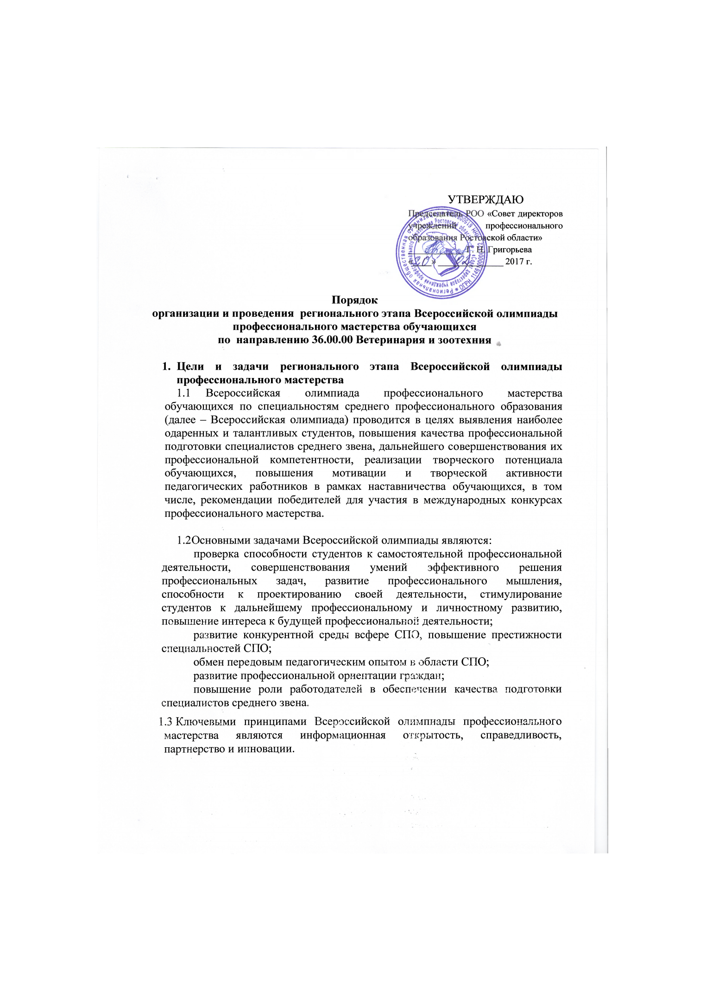 УТВЕРЖДАЮ
Председатель РОО «Совет директоров
учреждений профессионального
образования Ростовской области»
____________ Г. Н. Григорьева
«20» 02 2017 г.
Порядок
организации и проведения регионального этапа Всероссийской олимпиады
профессионального мастерства обучающихся
по направлению 36.00.00 Ветеринария и зоотехния
1. Цели и задачи регионального этапа Всероссийской олимпиады
профессионального мастерства
1.1 Всероссийская олимпиада профессионального мастерства
обучающихся по специальностям среднего профессионального образования
(далее – Всероссийская олимпиада) проводится в целях выявления наиболее
одаренных и талантливых студентов, повышения качества профессиональной
подготовки специалистов среднего звена, дальнейшего совершенствования их
профессиональной компетентности, реализации творческого потенциала
обучающихся, повышения мотивации и творческой активности
педагогических работников в рамках наставничества обучающихся, в том
числе, рекомендации победителей для участия в международных конкурсах
профессионального мастерства.
1.2Основными задачами Всероссийской олимпиады являются:
проверка способности студентов к самостоятельной профессиональной
деятельности, совершенствования умений эффективного решения
профессиональных задач, развитие профессионального мышления,
способности к проектированию своей деятельности, стимулирование
студентов к дальнейшему профессиональному и личностному развитию,
повышение интереса к будущей профессиональной деятельности;
развитие конкурентной среды всфере СПО, повышение престижности
специальностей СПО;
обмен передовым педагогическим опытом в области СПО;
развитие профессиональной ориентации граждан;
повышение роли работодателей в обеспечении качества подготовки
специалистов среднего звена.
1.3 Ключевыми принципами Всероссийской олимпиады профессионального
мастерства являются информационная открытость, справедливость,
партнерство и инновации.